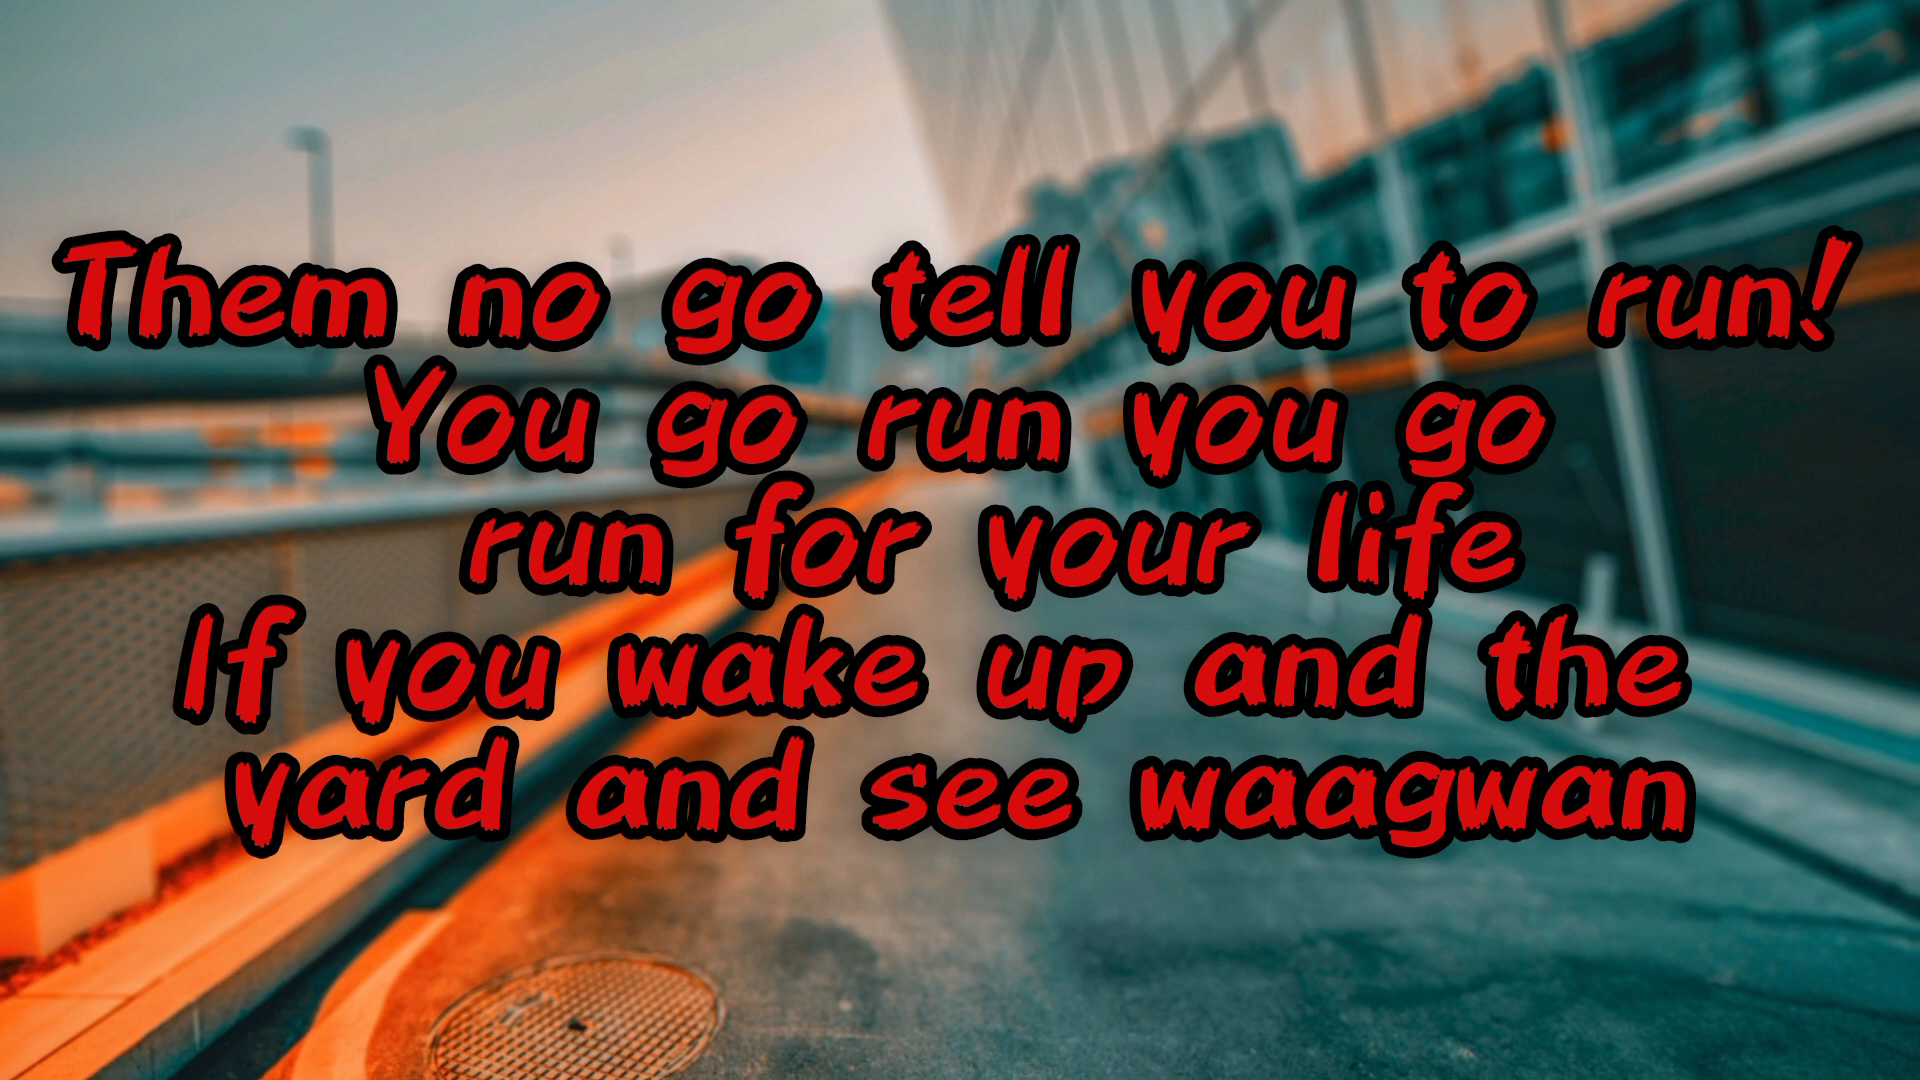 Them no go tell you to run!
You go run you go
run for your life
If you wake up and the
yard and see waagwan